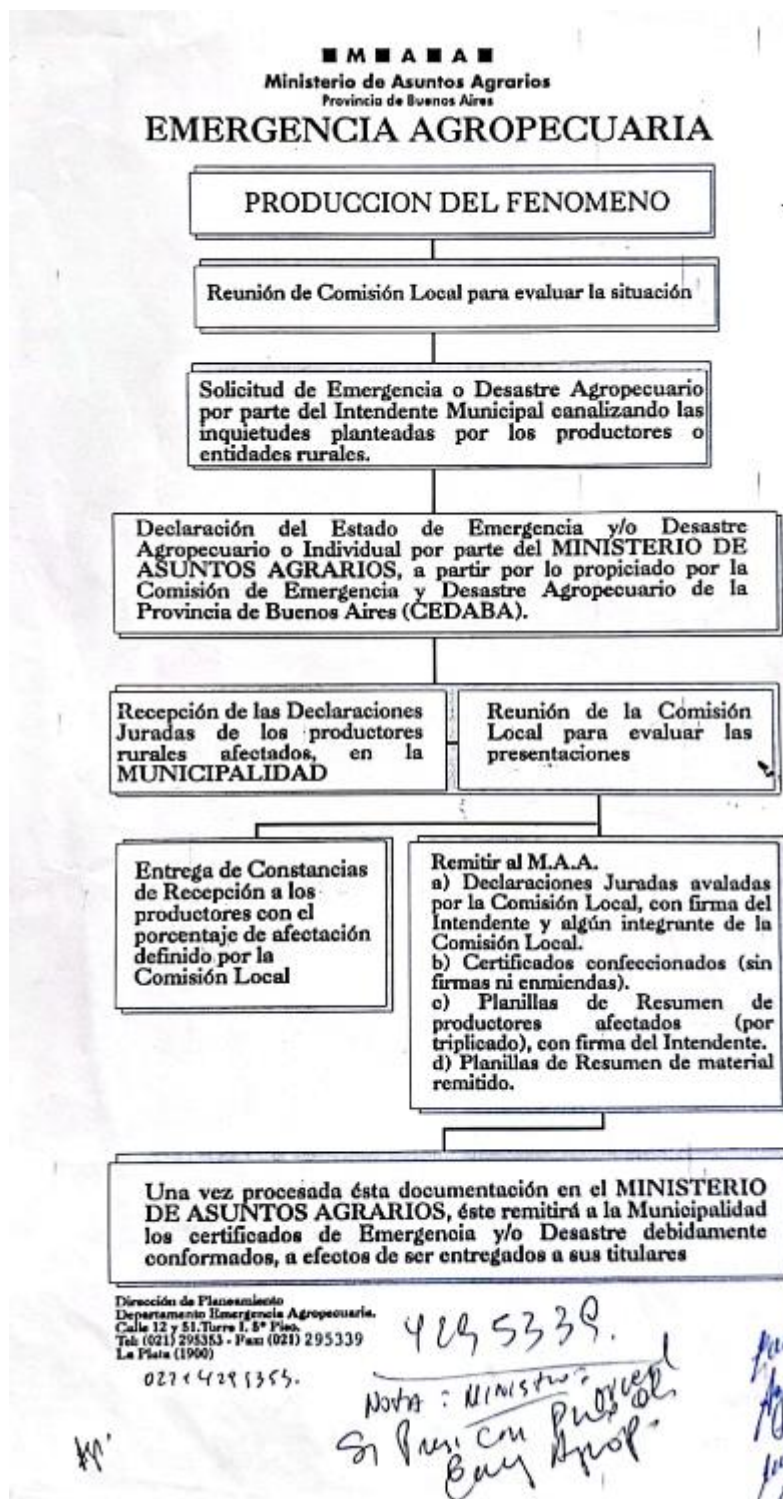 M A A
Ministerio de Asuntos Agrarios
Provincia de Buenos Aires
EMERGENCIA AGROPECUARIA
PRODUCCION DEL FENOMENO
Reunión de Comisión Local para evaluar la situación
Solicitud de Emergencia o Desastre Agropecuario
por parte del Intendente Municipal canalizando las
inquietudes planteadas por los productores o
entidades rurales.
Declaración del Estado de Emergencia y/o Desastre
Agropecuario o Individual por parte del MINISTERIO DE
ASUNTOS AGRARIOS, a partir por lo propiciado por la
Comisión de Emergencia y Desastre Agropecuario de la
Provincia de Buenos Aires (CEDABA).
Recepción de las Declaraciones
Juradas de los productores
rurales afectados, en la
MUNICIPALIDAD
Reunión de la Comisión
Local para evaluar las
presentaciones
Entrega de Constancias
de Recepción a los
productores con el
porcentaje de afectación
definido por la
Comisión Local
Remitir al M.A.A.
a) Declaraciones Juradas avaladas
por la Comisión Local, con firma del
Intendente y algún integrante de la
Comisión Local.
b) Certificados confeccionados (sin
firmas ni enmiendas).
c) Planillas de Resumen de
productores afectados (por
triplicado), con firma del Intendente.
d) Planillas de Resumen de material
remitido.
Una vez procesada ésta documentación en el MINISTERIO
DE ASUNTOS AGRARIOS, éste remitirá a la Municipalidad
los certificados de Emergencia y/o Desastre debidamente
conformados, a efectos de ser entregados a sus titulares
Dirección de Planeamiento
Departamento Emergencia Agropecuaria.
Calle 12 y 51.Torre I. 5° Piso.
Tel: (021) 295353 - Fax: (021) 295339
La Plata (1900)
4295339.
NOTA: MINISTRO: